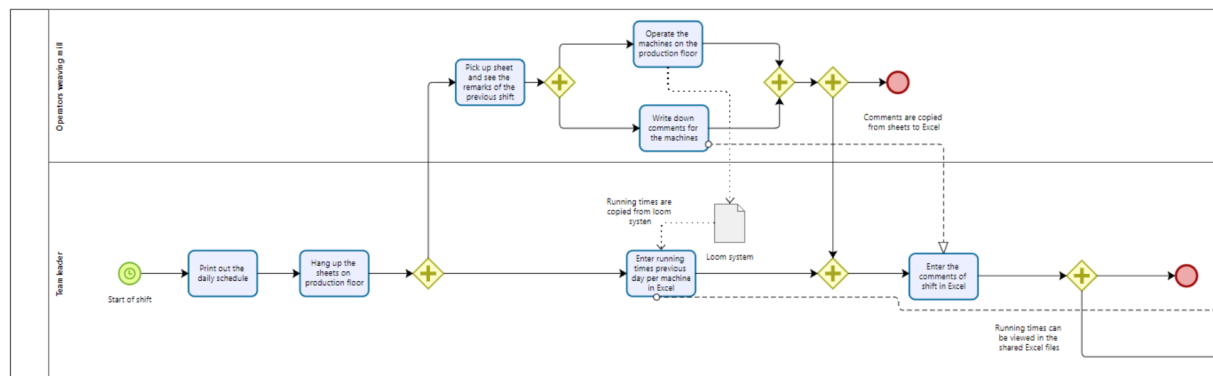 Operators weaving mill
Pick up sheet
and see the
remarks of the
previous shift
Operate the
machines on the
production floor
Write down
comments for
the machines
Comments are copied
from sheets to Excel
Team leader
Start of shift
Print out the
daily schedule
Hang up the
sheets on
production floor
Running times are
copied from loom
systen
Loom system
Enter running
times previous
day per machine
in Excel
Enter the
comments of
shift in Excel
Running times can
be viewed in the
shared Excel files